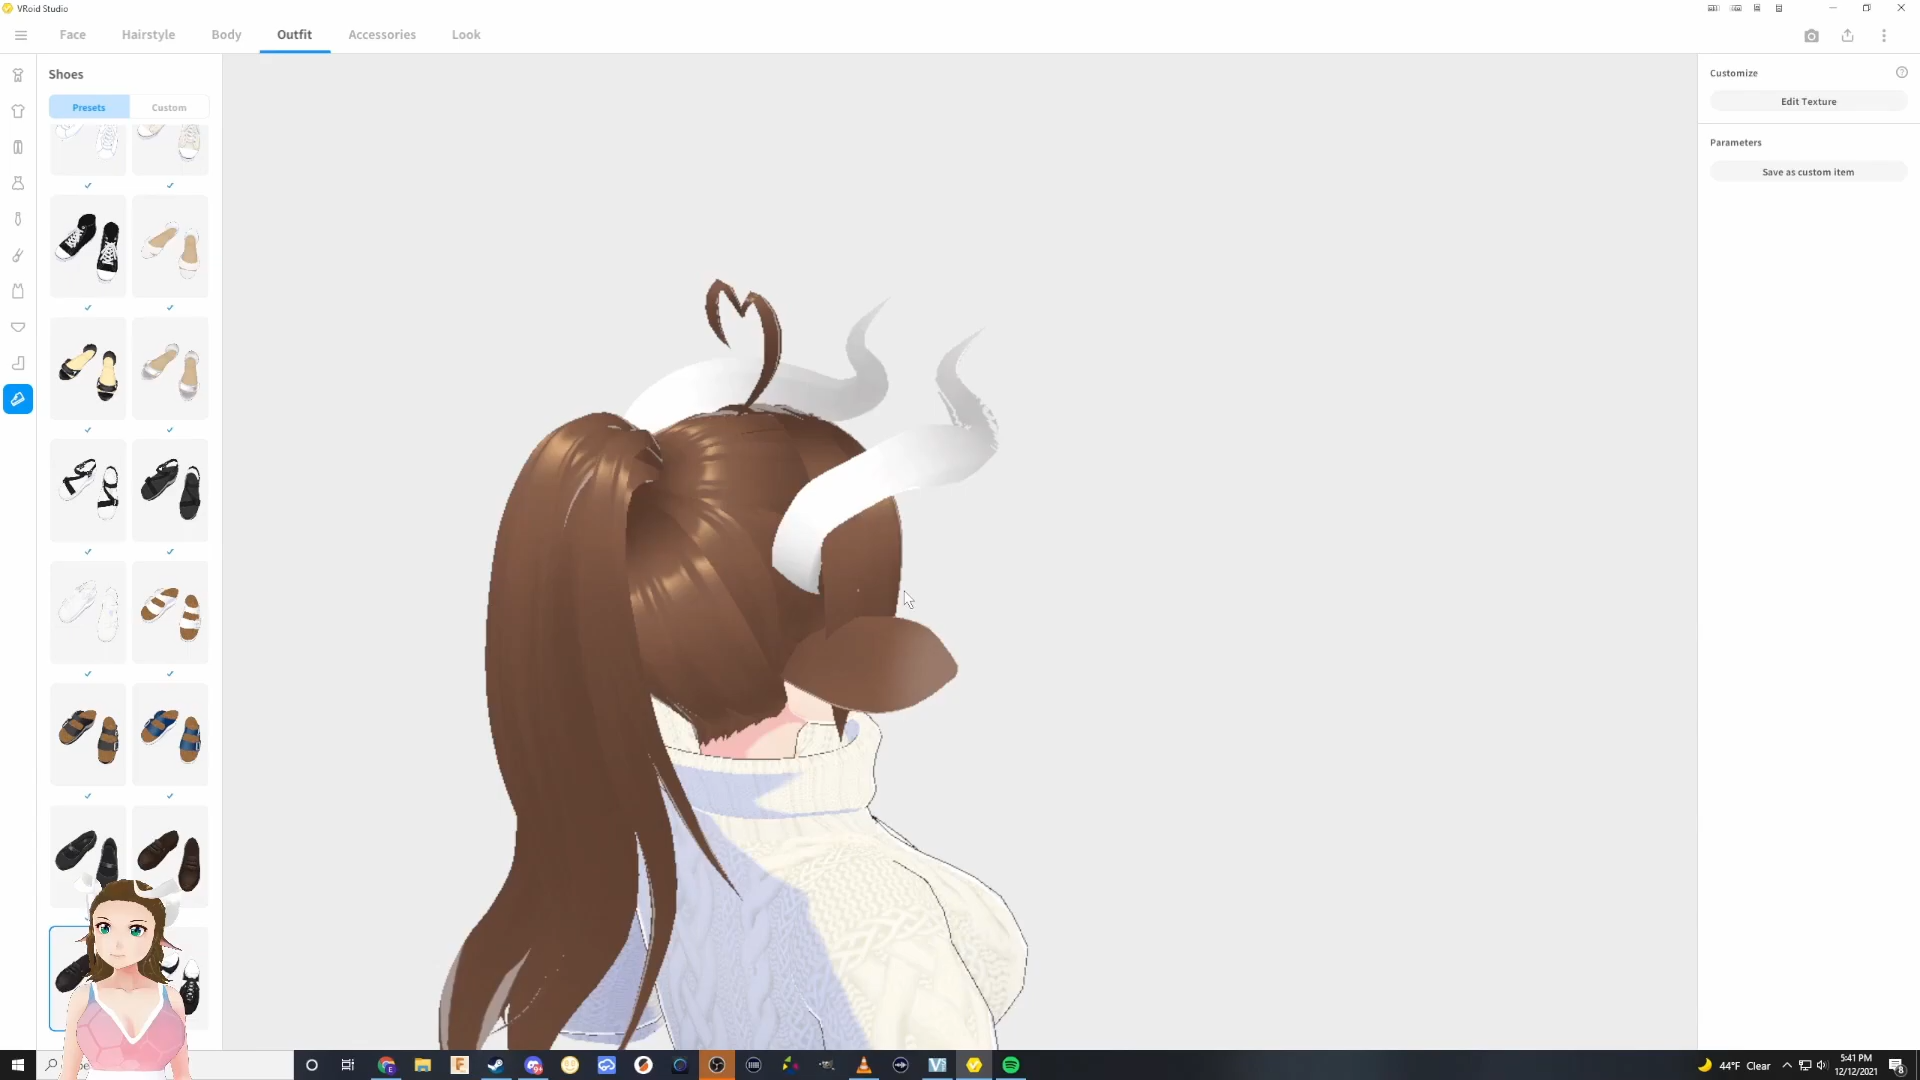 VRoid Studio
Face Hairstyle Body Outfit Accessories Look
Shoes
Presets Custom
Customize
Edit Texture
Parameters
Save as custom item
44°F Clear
5:41 PM
12/12/2021
8